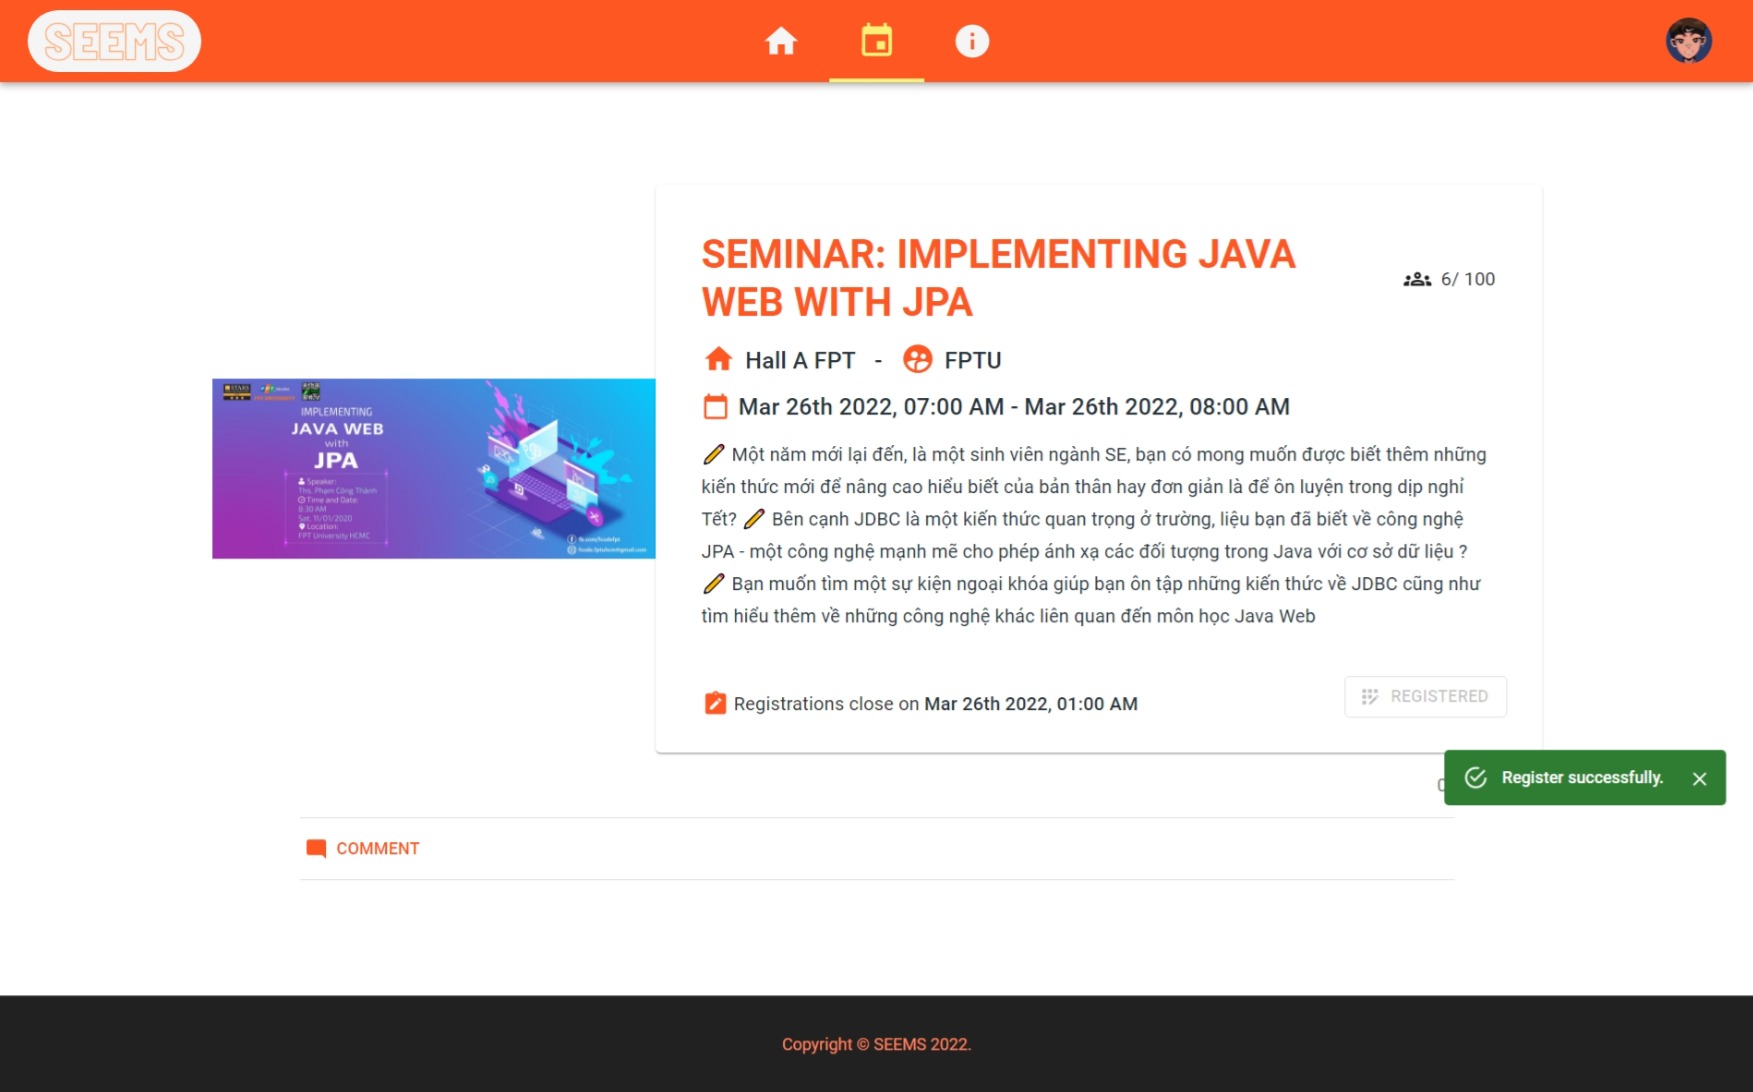 SEEMS
SEMINAR: IMPLEMENTING JAVA
WEB WITH JPA
6/ 100
Hall A FPT - FPTU
Mar 26th 2022, 07:00 AM - Mar 26th 2022, 08:00 AM
IMPLEMENTING
JAVA WEB
with
JPA
Speaker:
Ths. Phạm Công Thành
Time and Date:
8:30 AM
Sat, 11/01/2020
Location:
FPT University HCMC
fb.com/fcodefpt
fcode.fptuhcm@gmail.com
✏️ Một năm mới lại đến, là một sinh viên ngành SE, bạn có mong muốn được biết thêm những
kiến thức mới để nâng cao hiểu biết của bản thân hay đơn giản là để ôn luyện trong dịp nghỉ
Tết? ✏️ Bên cạnh JDBC là một kiến thức quan trọng ở trường, liệu bạn đã biết về công nghệ
JPA - một công nghệ mạnh mẽ cho phép ánh xạ các đối tượng trong Java với cơ sở dữ liệu ?
✏️ Bạn muốn tìm một sự kiện ngoại khóa giúp bạn ôn tập những kiến thức về JDBC cũng như
tìm hiểu thêm về những công nghệ khác liên quan đến môn học Java Web
Registrations close on Mar 26th 2022, 01:00 AM
REGISTERED
Register successfully.
COMMENT
Copyright © SEEMS 2022.